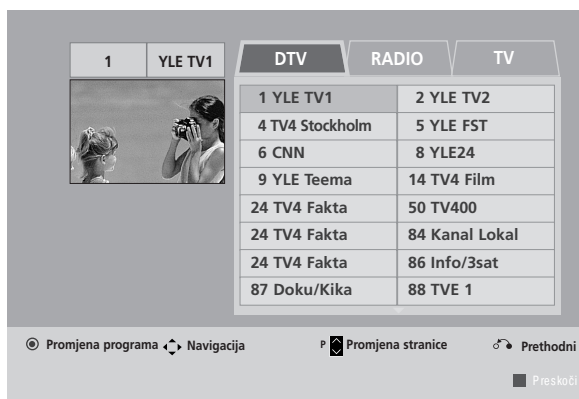 1 YLE TV1 DTV RADIO TV
1 YLE TV1 2 YLE TV2
4 TV4 Stockholm 5 YLE FST
6 CNN 8 YLE24
9 YLE Teema 14 TV4 Film
24 TV4 Fakta 50 TV400
24 TV4 Fakta 84 Kanal Lokal
24 TV4 Fakta 86 Info/3sat
87 Doku/Kika 88 TVE 1
Promjena programa Navigacija P Promjena stranice Prethodni
Preskoči